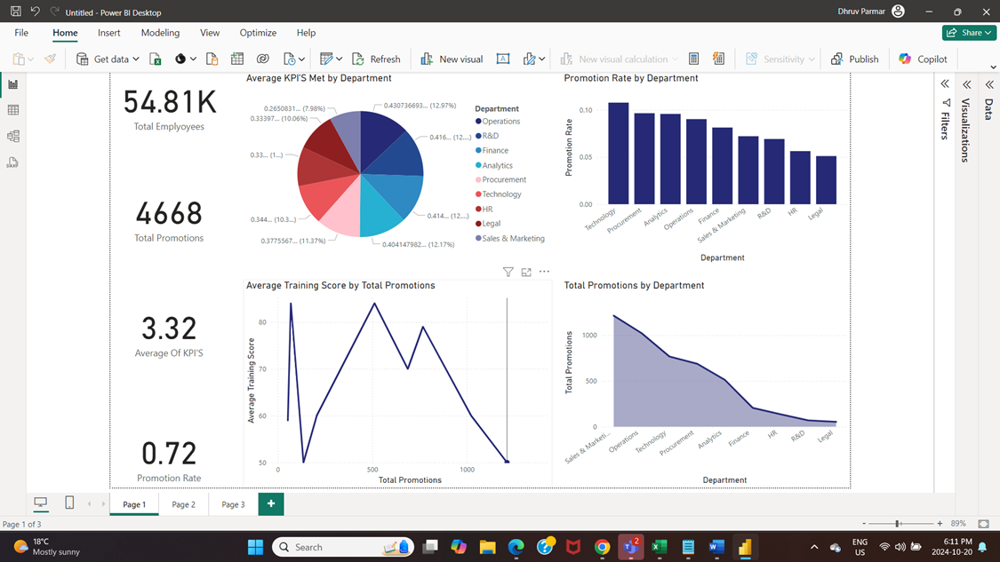 Untitled - Power BI Desktop
Dhruv Parmar
File Home Insert Modeling View Optimize Help
Share
Get data
Refresh
New visual
New visual calculation
Sensitivity
Publish
Copilot
54.81K
Total Emplyoyees
4668
Total Promotions
3.32
Average Of KPI'S
0.72
Promotion Rate
Average KPI'S Met by Department
0.2650831... (7.98%)
0.33397... (10.06%)
0.33... (1...)
0.344... (10.3...)
0.3775567... (11.37%)
0.430736693... (12.97%)
0.416... (12....)
0.414... (12....)
0.404147982... (12.17%)
Department
Operations
R&D
Finance
Analytics
Procurement
Technology
HR
Legal
Sales & Marketing
Promotion Rate by Department
Promotion Rate
0.10
0.05
0.00
Technology
Procurement
Analytics
Operations
Finance
Sales & Marketing
R&D
HR
Legal
Department
Average Training Score by Total Promotions
Average Training Score
80
70
60
50
0
500
1000
Total Promotions
Total Promotions by Department
Total Promotions
1000
500
0
Sales & Marketi...
Operations
Technology
Procurement
Analytics
Finance
HR
R&D
Legal
Department
Filters
Visualizations
Data
Page 1
Page 2
Page 3
+
Page 1 of 3
- + 89%
18°C
Mostly sunny
Search
2
ENG
US
6:11 PM
2024-10-20